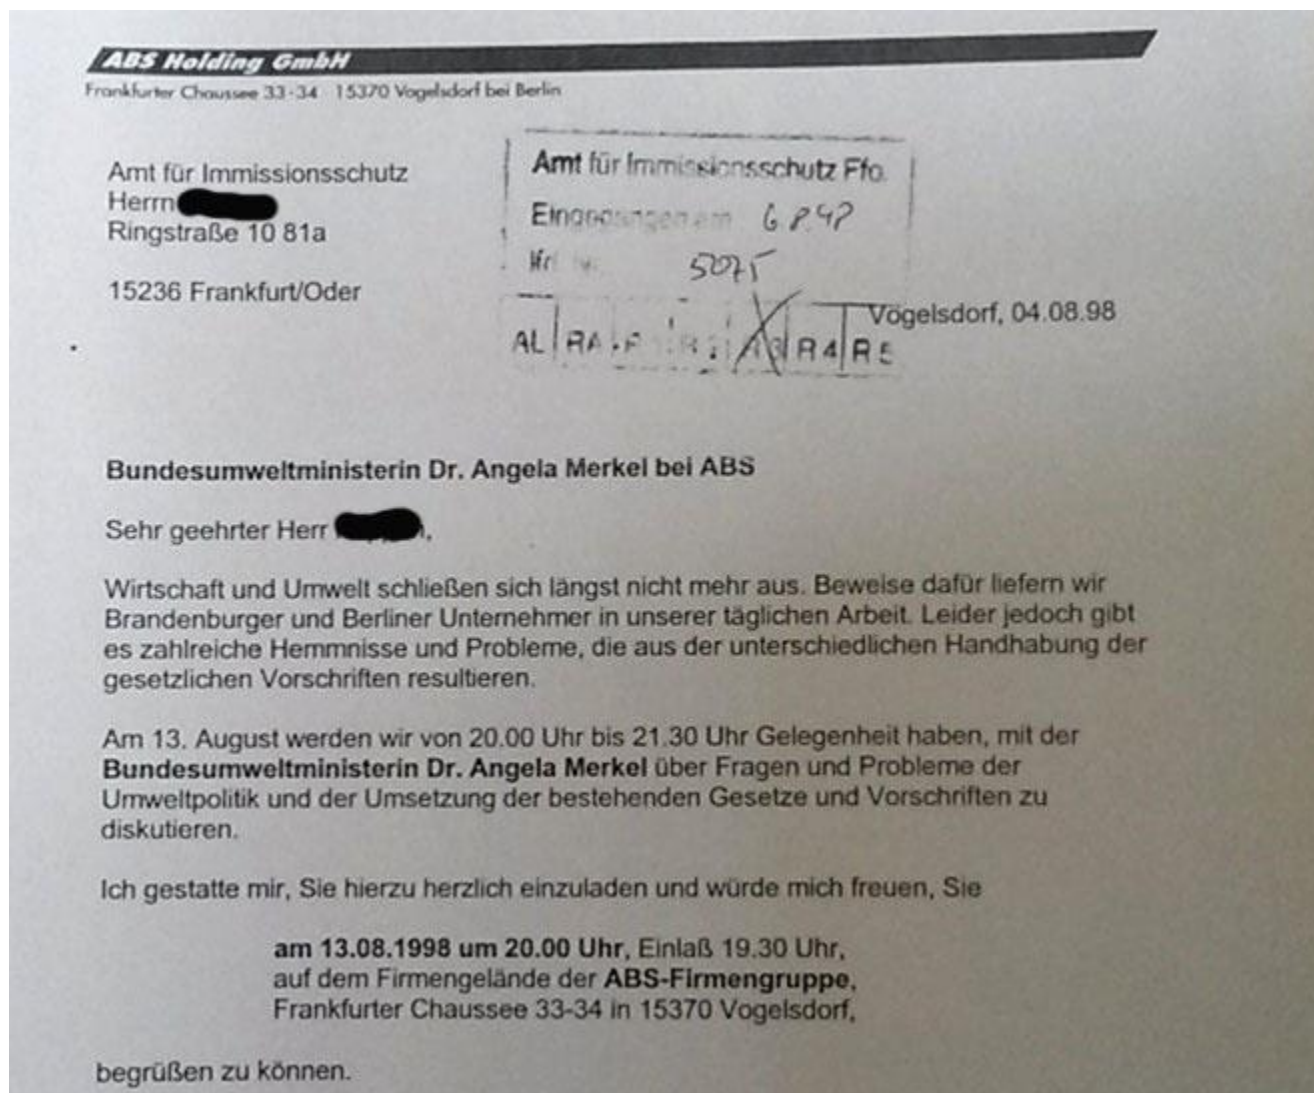 ABS Holding GmbH
Frankfurter Chaussee 33-34 15370 Vogelsdorf bei Berlin
Amt für Immissionsschutz
Herrn
Ringstraße 10 81a
15236 Frankfurt/Oder
Amt für Immissionsschutz Ffo.
5075
Vogelsdorf, 04.08.98
AL RA R4 R5
Bundesumweltministerin Dr. Angela Merkel bei ABS
Sehr geehrter Herr
Wirtschaft und Umwelt schließen sich längst nicht mehr aus. Beweise dafür liefern wir
Brandenburger und Berliner Unternehmer in unserer täglichen Arbeit. Leider jedoch gibt
es zahlreiche Hemmnisse und Probleme, die aus der unterschiedlichen Handhabung der
gesetzlichen Vorschriften resultieren.
Am 13. August werden wir von 20.00 Uhr bis 21.30 Uhr Gelegenheit haben, mit der
Bundesumweltministerin Dr. Angela Merkel über Fragen und Probleme der
Umweltpolitik und der Umsetzung der bestehenden Gesetze und Vorschriften zu
diskutieren.
Ich gestatte mir, Sie hierzu herzlich einzuladen und würde mich freuen, Sie
am 13.08.1998 um 20.00 Uhr, Einlaß 19.30 Uhr,
auf dem Firmengelände der ABS-Firmengruppe,
Frankfurter Chaussee 33-34 in 15370 Vogelsdorf,
begrüßen zu können.